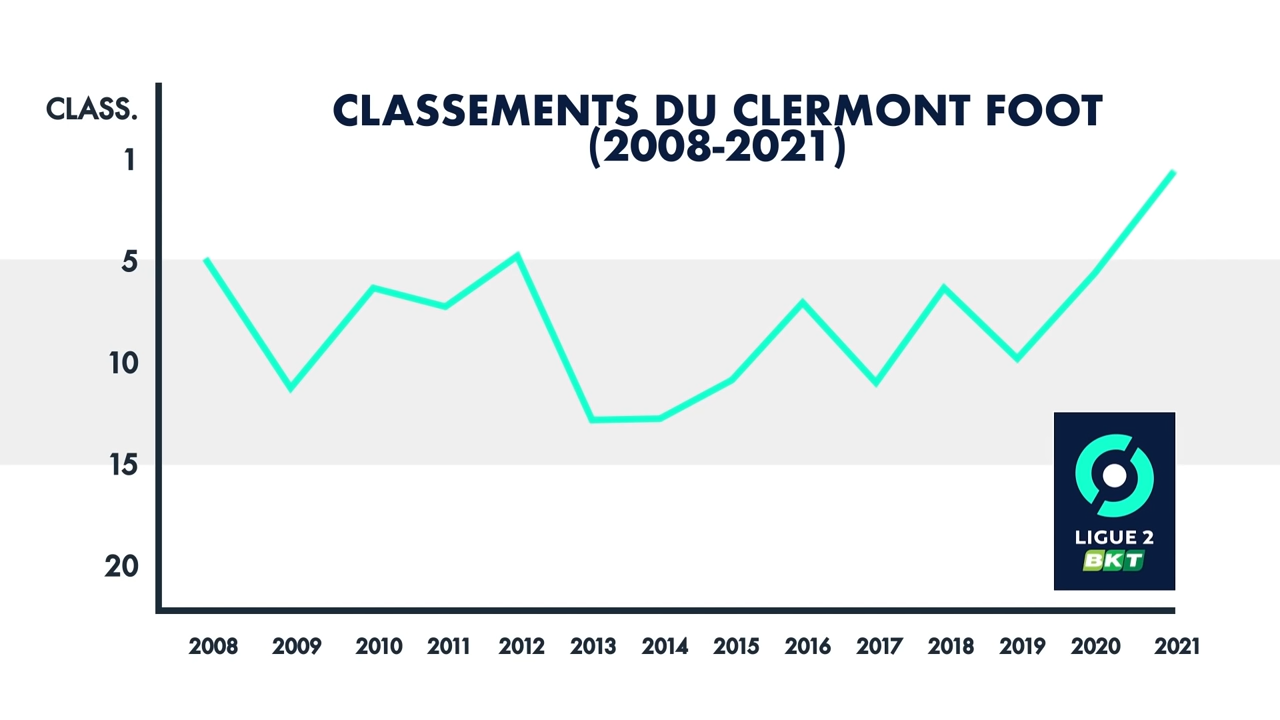 CLASSEMENTS DU CLERMONT FOOT
(2008-2021)
CLASS.
1
5
10
15
20
LIGUE 2
BKT
2008 2009 2010 2011 2012 2013 2014 2015 2016 2017 2018 2019 2020 2021